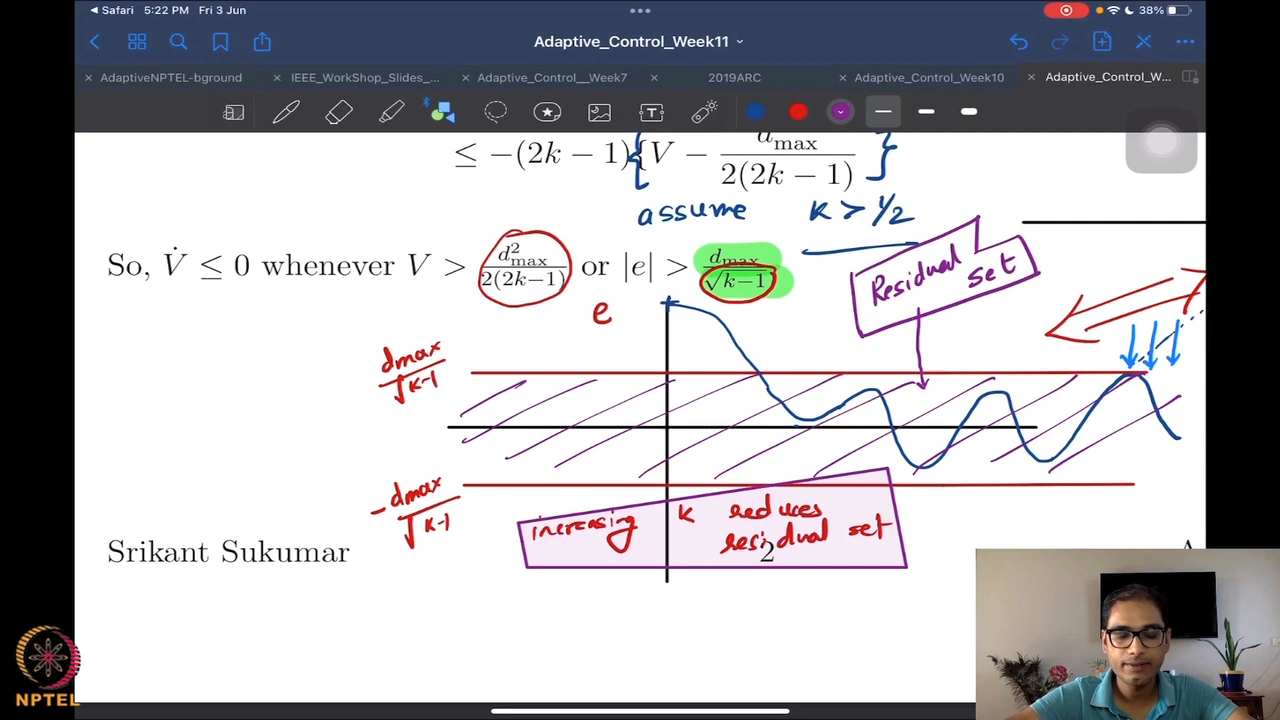 Safari 5:22 PM Fri 3 Jun ... 38%
Adaptive_Control_Week11
AdaptiveNPTEL-bground IEEE_WorkShop_Slides_... Adaptive_Control__Week7 2019ARC Adaptive_Control_Week10 Adaptive_Control_W...
≤ −(2k − 1){V − d_max / 2(2k − 1)}
assume k > 1/2
So, V̇ ≤ 0 whenever V > d²_max / 2(2k−1) or |e| > d_max / √k−1
Residual set
e
dmax / √k-1
-dmax / √k-1
increasing k reduces residual set
Srikant Sukumar 2
NPTEL